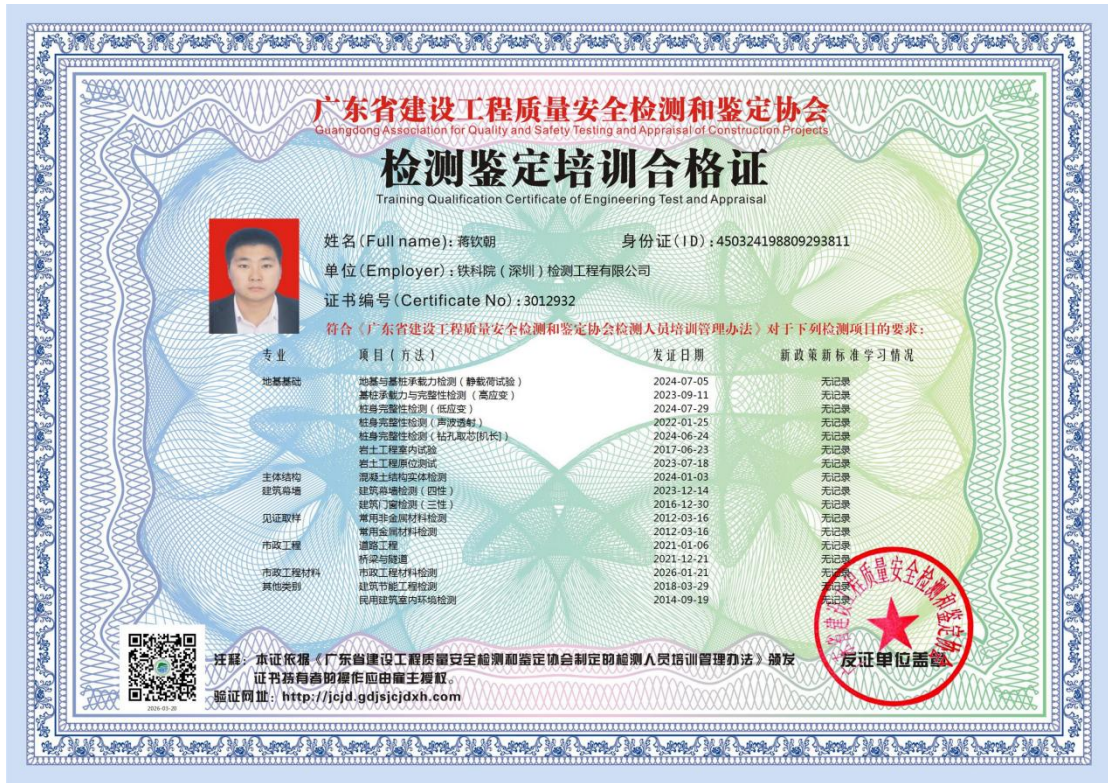 广东省建设工程质量安全检测和鉴定协会
Guangdong Association for Quality and Safety Testing and Appraisal of Construction Projects
检测鉴定培训合格证
Training Qualification Certificate of Engineering Test and Appraisal
姓名(Full name): 蒋钦朝 身份证(ID): 450324198809293811
单位(Employer): 铁科院（深圳）检测工程有限公司
证书编号(Certificate No): 3012932
符合《广东省建设工程质量安全检测和鉴定协会检测人员培训管理办法》对于下列检测项目的要求:
专业 项目(方法) 发证日期 新政策新标准学习情况
地基基础 地基与基桩承载力检测（静载荷试验） 2024-07-05 无记录
基桩承载力与完整性检测（高应变） 2023-09-11 无记录
桩身完整性检测（低应变） 2024-07-29 无记录
桩身完整性检测（声波透射） 2022-01-25 无记录
桩身完整性检测（钻孔取芯[机长]） 2024-06-24 无记录
岩土工程室内试验 2017-06-23 无记录
岩土工程原位测试 2023-07-18 无记录
主体结构 混凝土结构实体检测 2024-01-03 无记录
建筑幕墙 建筑幕墙检测（四性） 2023-12-14 无记录
建筑门窗检测（三性） 2016-12-30 无记录
见证取样 常用非金属材料检测 2012-03-16 无记录
常用金属材料检测 2012-03-16 无记录
市政工程 道路工程 2021-01-06 无记录
桥梁与隧道 2021-12-21 无记录
市政工程材料 市政工程材料检测 2026-01-21 无记录
其他类别 建筑节能工程检测 2018-03-29 无记录
民用建筑室内环境检测 2014-09-19 无记录
广东省建设工程质量安全检测和鉴定协会
发证单位盖章
注释: 本证依据《广东省建设工程质量安全检测和鉴定协会制定的检测人员培训管理办法》颁发
证书持有者的操作应由雇主授权。
验证网址: http://jcjd.gdjsjcjdxh.com
2026-03-20